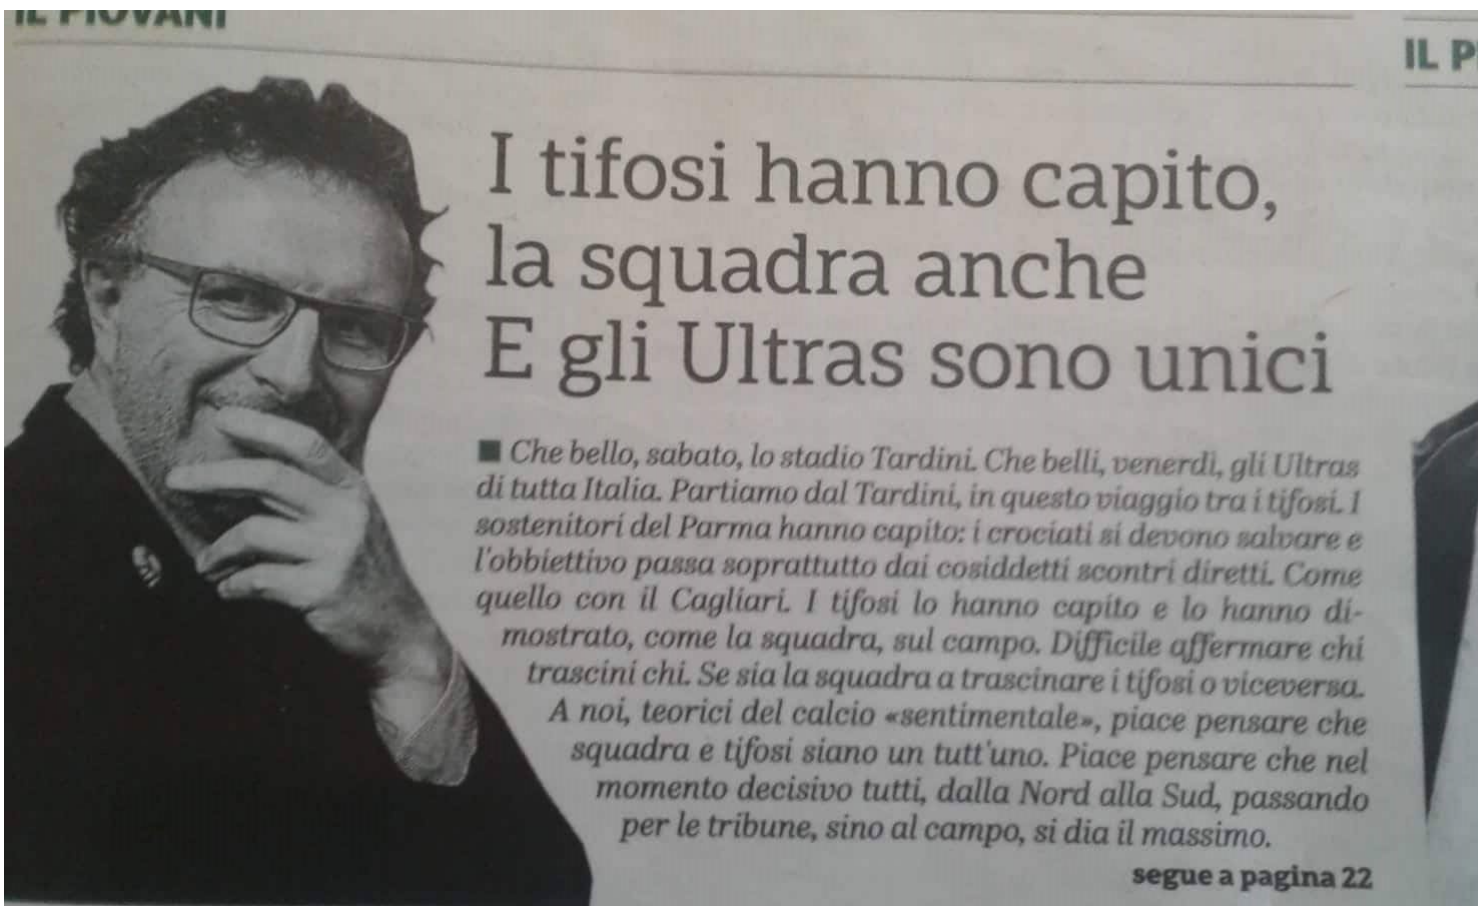 IL PIOVANI
IL P
I tifosi hanno capito,
la squadra anche
E gli Ultras sono unici
■ Che bello, sabato, lo stadio Tardini. Che belli, venerdì, gli Ultras
di tutta Italia. Partiamo dal Tardini, in questo viaggio tra i tifosi. I
sostenitori del Parma hanno capito: i crociati si devono salvare e
l'obbiettivo passa soprattutto dai cosiddetti scontri diretti. Come
quello con il Cagliari. I tifosi lo hanno capito e lo hanno di-
mostrato, come la squadra, sul campo. Difficile affermare chi
trascini chi. Se sia la squadra a trascinare i tifosi o viceversa.
A noi, teorici del calcio «sentimentale», piace pensare che
squadra e tifosi siano un tutt'uno. Piace pensare che nel
momento decisivo tutti, dalla Nord alla Sud, passando
per le tribune, sino al campo, si dia il massimo.
segue a pagina 22